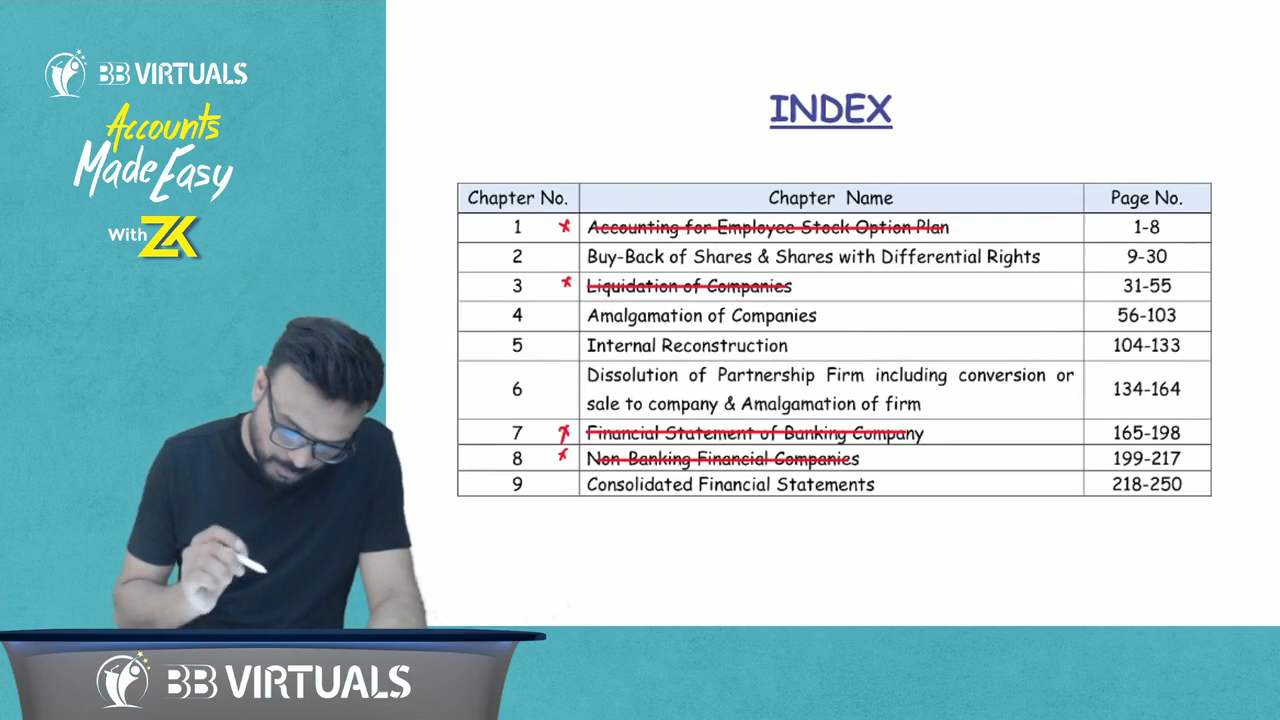 BB VIRTUALS
Accounts
Made Easy
With ZK
INDEX
Chapter No. Chapter Name Page No.
1 Accounting for Employee Stock Option Plan 1-8
2 Buy-Back of Shares & Shares with Differential Rights 9-30
3 Liquidation of Companies 31-55
4 Amalgamation of Companies 56-103
5 Internal Reconstruction 104-133
6 Dissolution of Partnership Firm including conversion or
sale to company & Amalgamation of firm 134-164
7 Financial Statement of Banking Company 165-198
8 Non-Banking Financial Companies 199-217
9 Consolidated Financial Statements 218-250
BB VIRTUALS